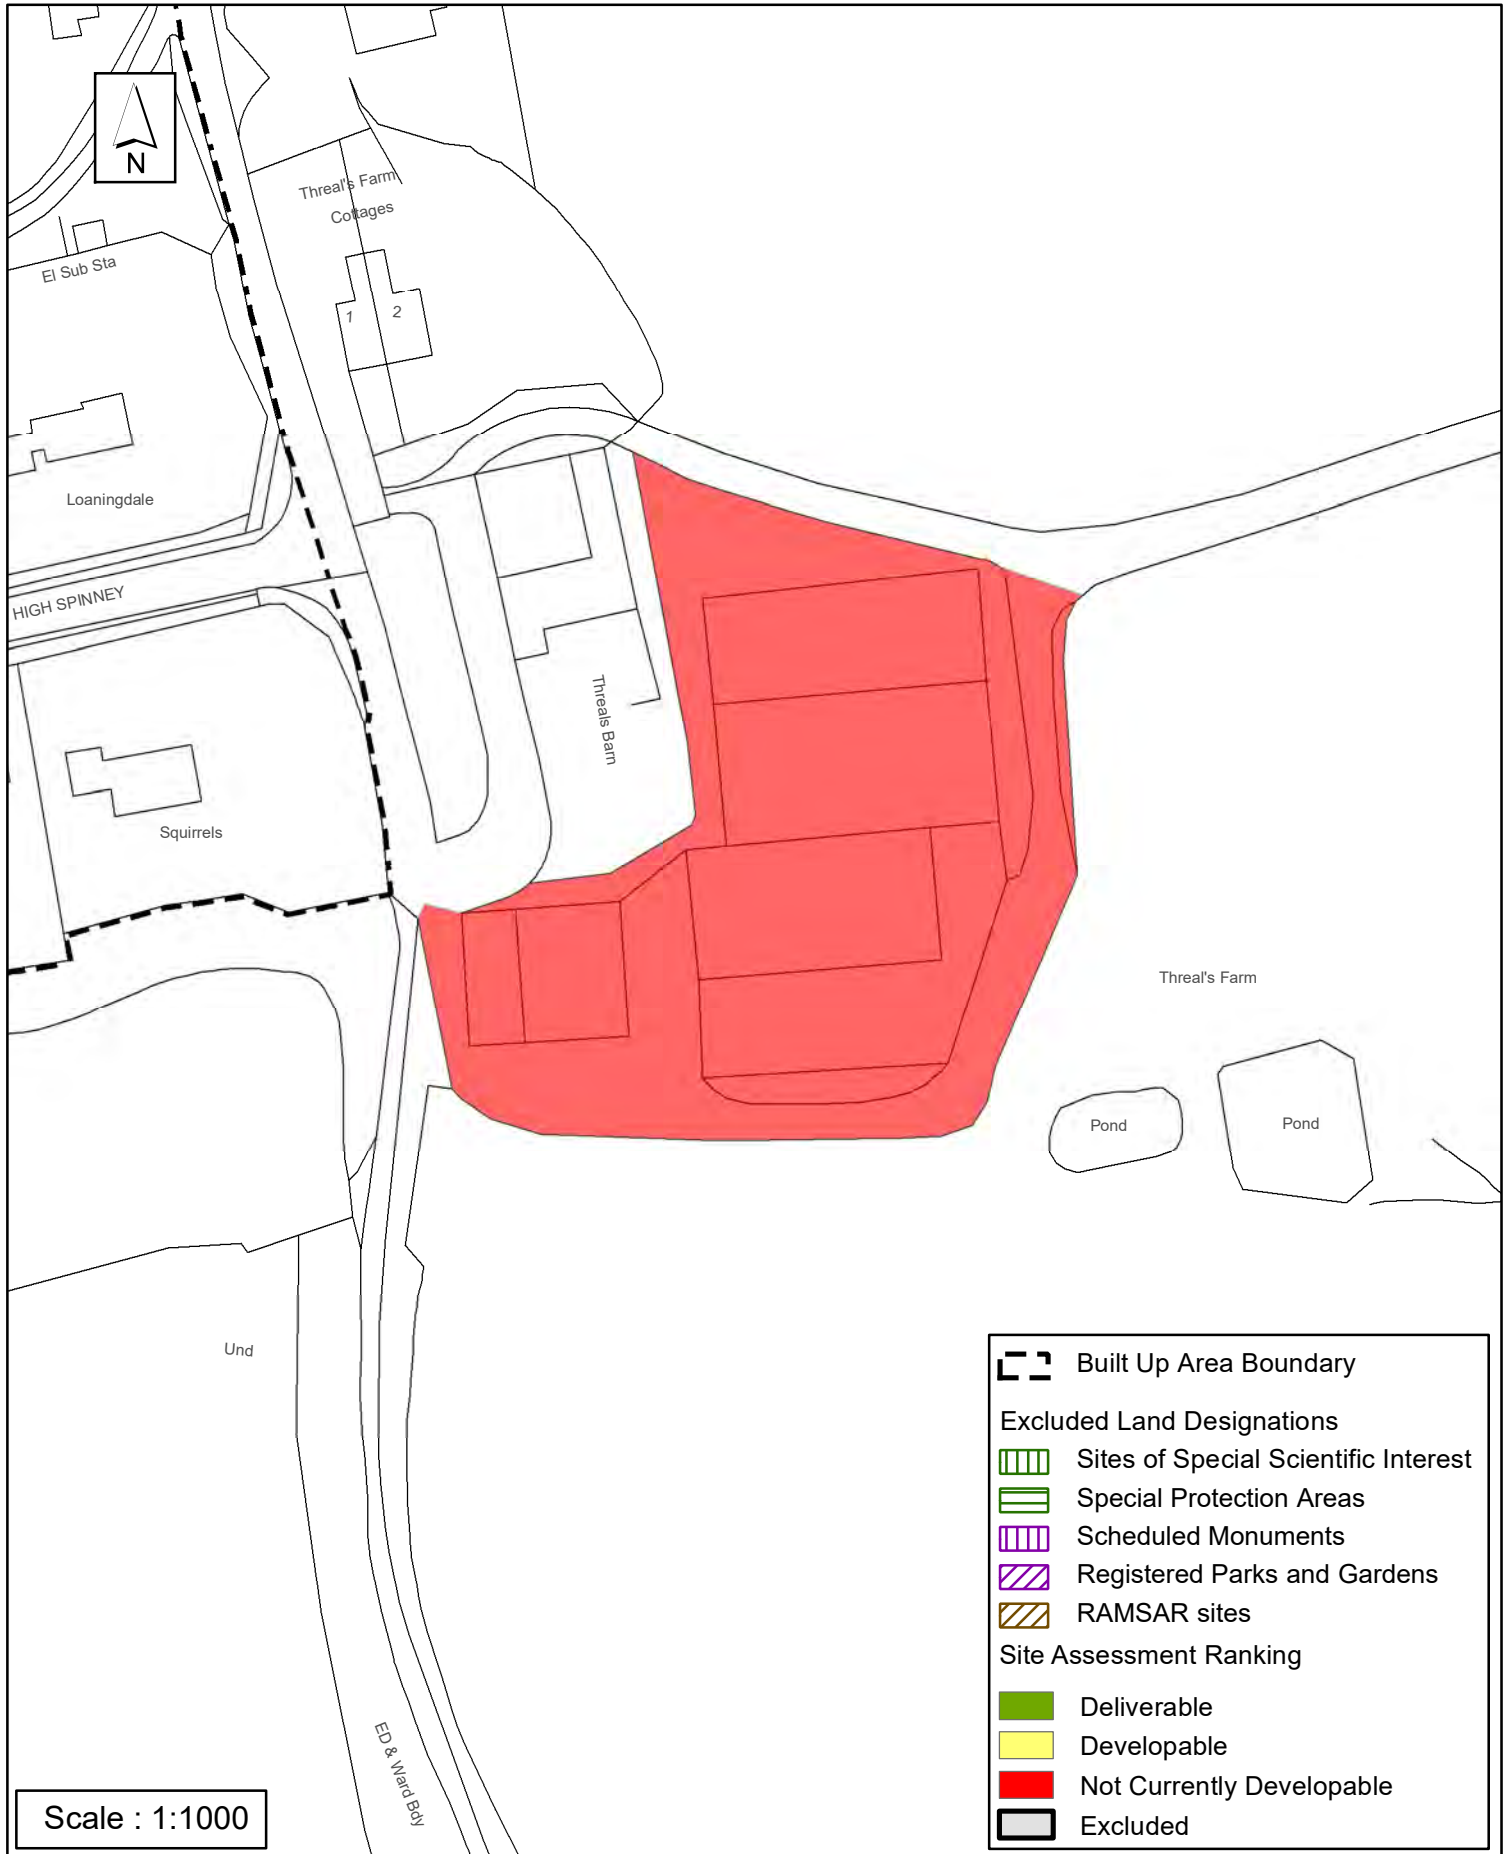 N
Threal's Farm
Cottages
El Sub Sta
1
2
Loaningdale
HIGH SPINNEY
Threals Barn
Squirrels
Threal's Farm
Pond
Pond
Und
ED & Ward Bdy
Scale : 1:1000
Built Up Area Boundary
Excluded Land Designations
Sites of Special Scientific Interest
Special Protection Areas
Scheduled Monuments
Registered Parks and Gardens
RAMSAR sites
Site Assessment Ranking
Deliverable
Developable
Not Currently Developable
Excluded